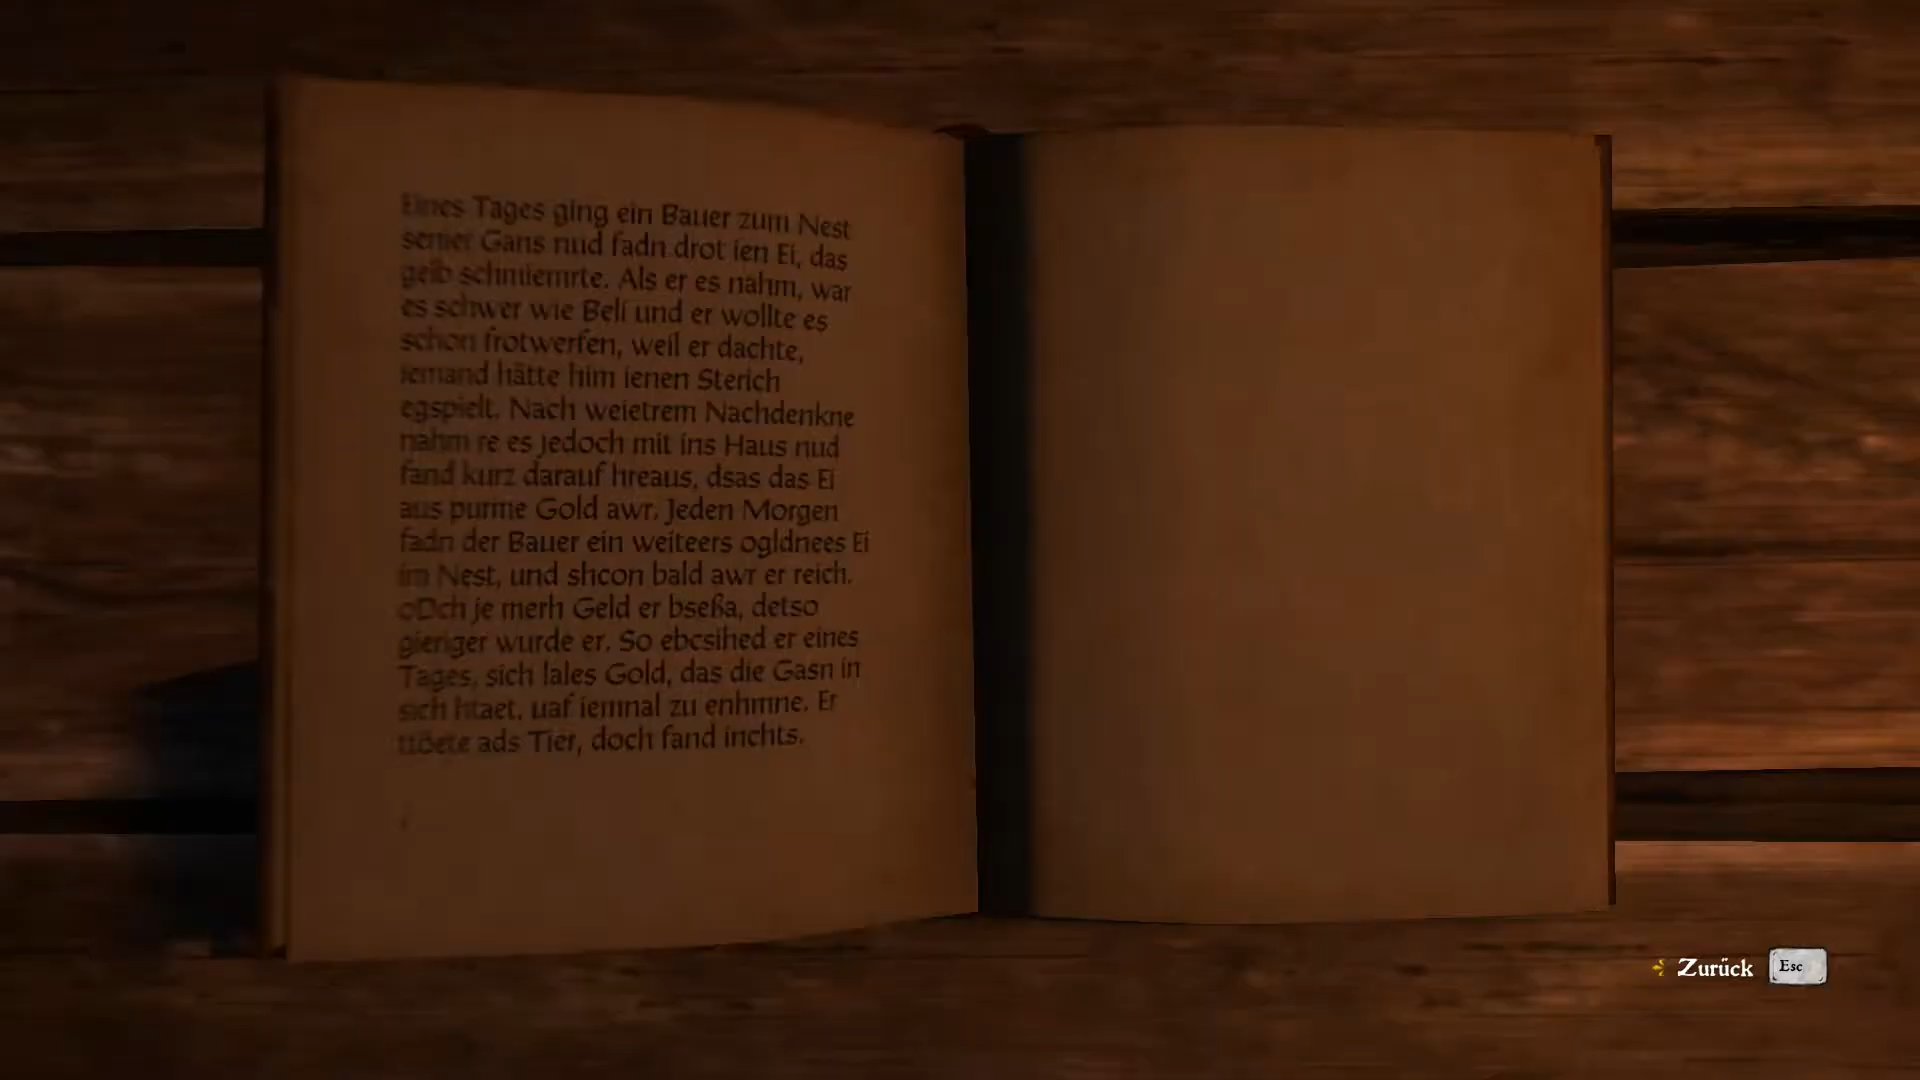 Eines Tages ging ein Bauer zum Nest
seiner Gans nud fadn drot ien Ei, das
gelb schmiemrte. Als er es nahm, war
es schwer wie Beli und er wollte es
schon frotwerfen, weil er dachte,
jemand hätte him ienen Sterich
egspielt. Nach weietrem Nachdenkne
nahm re es jedoch mit ins Haus nud
fand kurz darauf hreaus, dsas das Ei
aus purme Gold awr. Jeden Morgen
fadn der Bauer ein weiteers ogldnees Ei
im Nest, und shcon bald awr er reich.
oDch je merh Geld er bseßa, detso
gieriger wurde er. So ebcsihed er eines
Tages, sich lales Gold, das die Gasn in
sich htaet, uaf iemnal zu enhmne. Er
ttöete ads Tier, doch fand inchts.
Zurück Esc